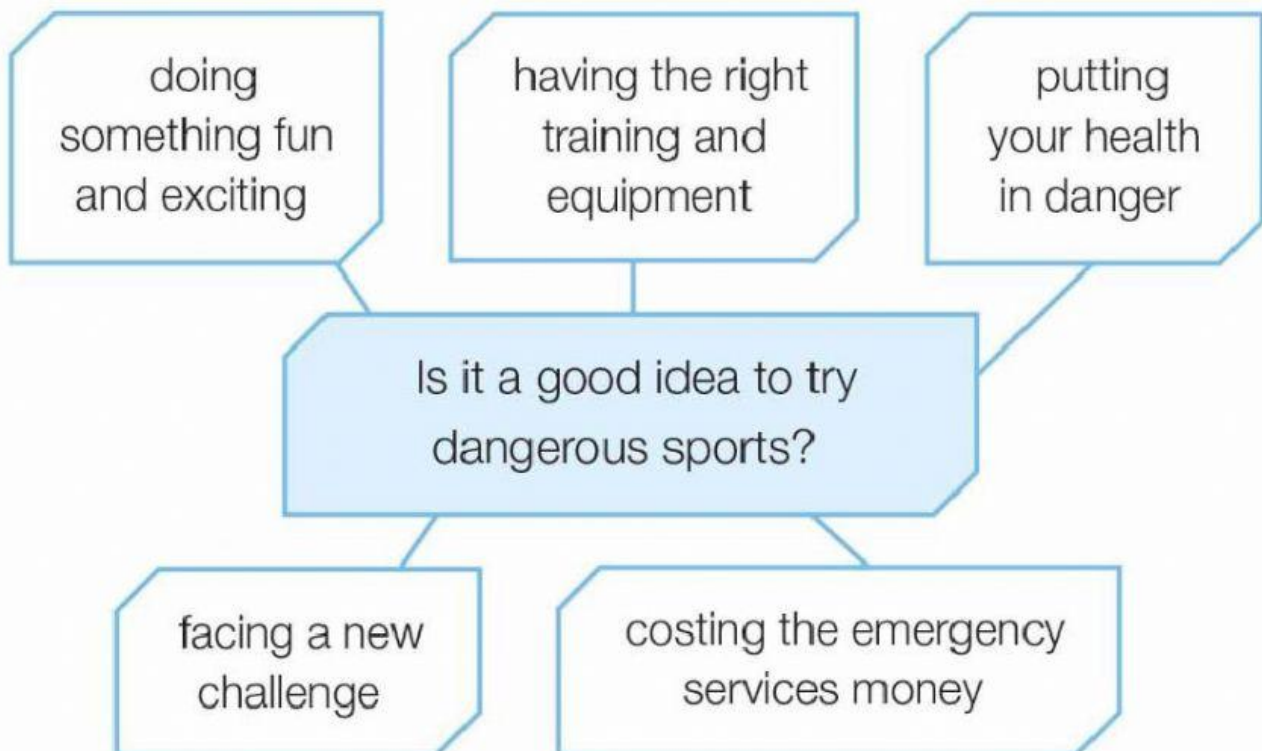 doing
something fun
and exciting
having the right
training and
equipment
putting
your health
in danger
Is it a good idea to try
dangerous sports?
facing a new
challenge
costing the emergency
services money